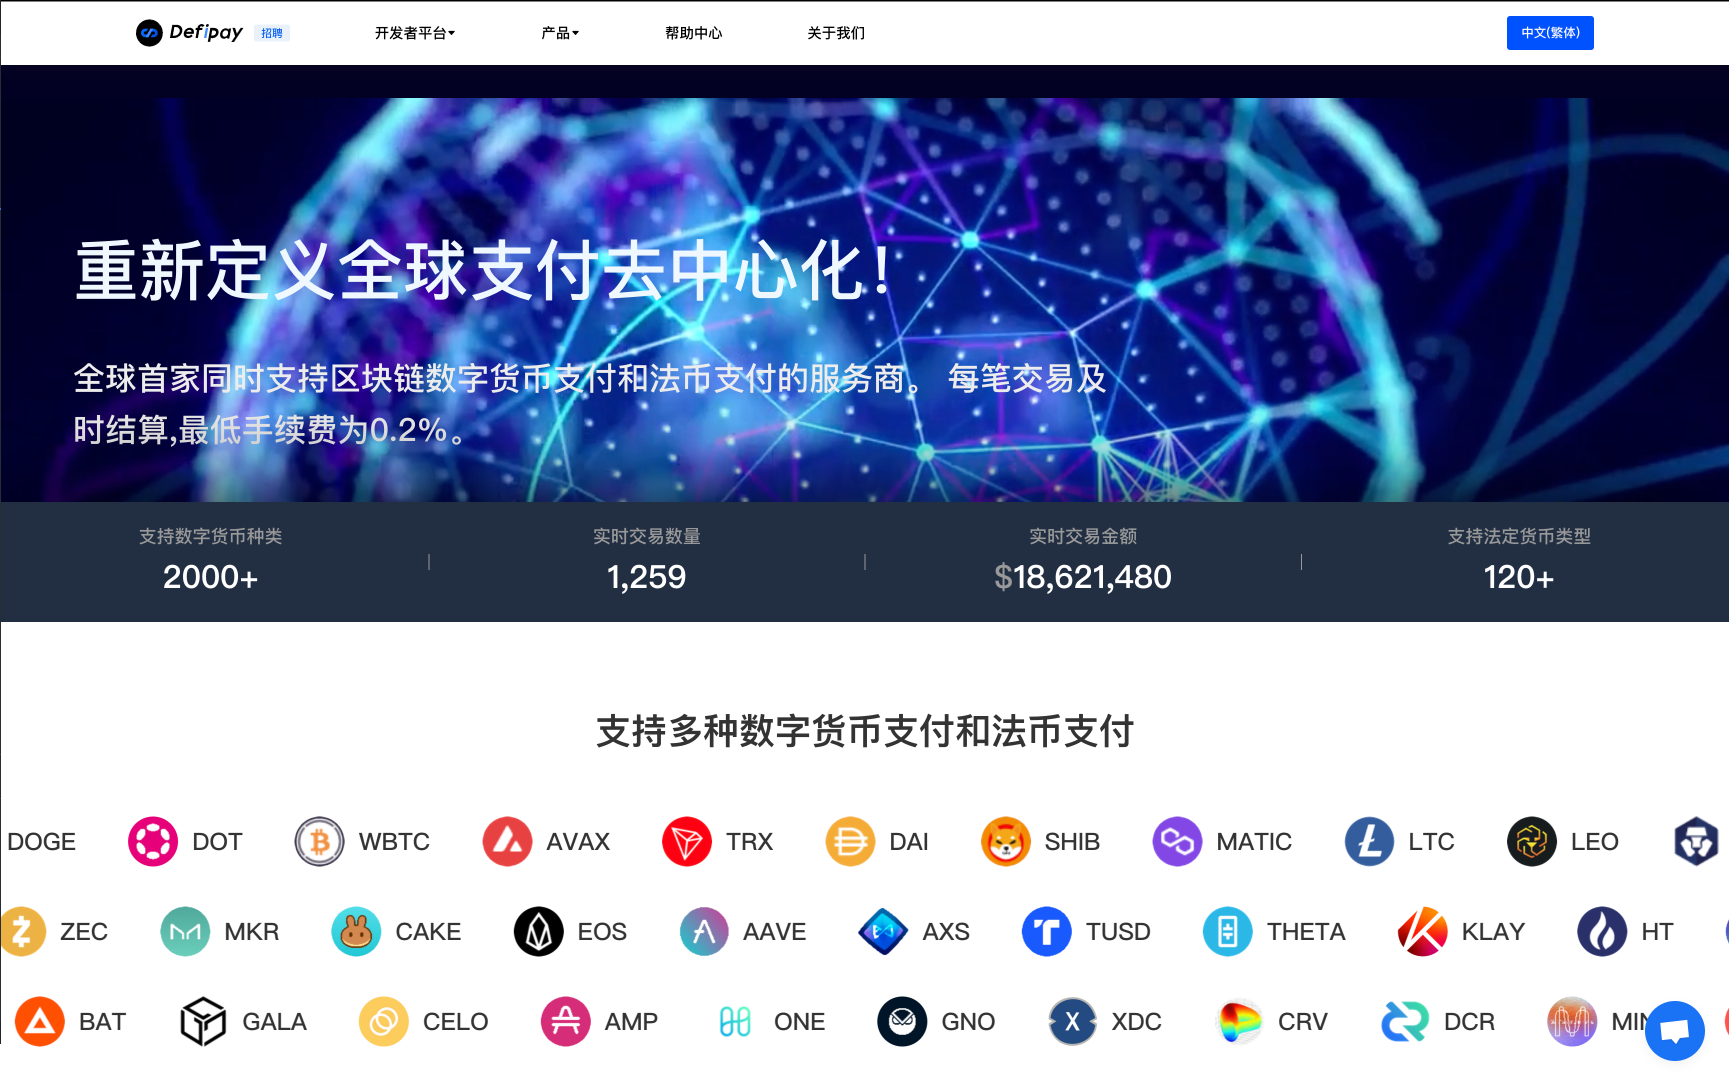 Defipay 招聘 开发者平台 产品 帮助中心 关于我们 中文(繁体)
重新定义全球支付去中心化!
全球首家同时支持区块链数字货币支付和法币支付的服务商。 每笔交易及
时结算,最低手续费为0.2%。
支持数字货币种类 实时交易数量 实时交易金额 支持法定货币类型
2000+ 1,259 $18,621,480 120+
支持多种数字货币支付和法币支付
DOGE DOT WBTC AVAX TRX DAI SHIB MATIC LTC LEO
ZEC MKR CAKE EOS AAVE AXS TUSD THETA KLAY HT
BAT GALA CELO AMP ONE GNO XDC CRV DCR